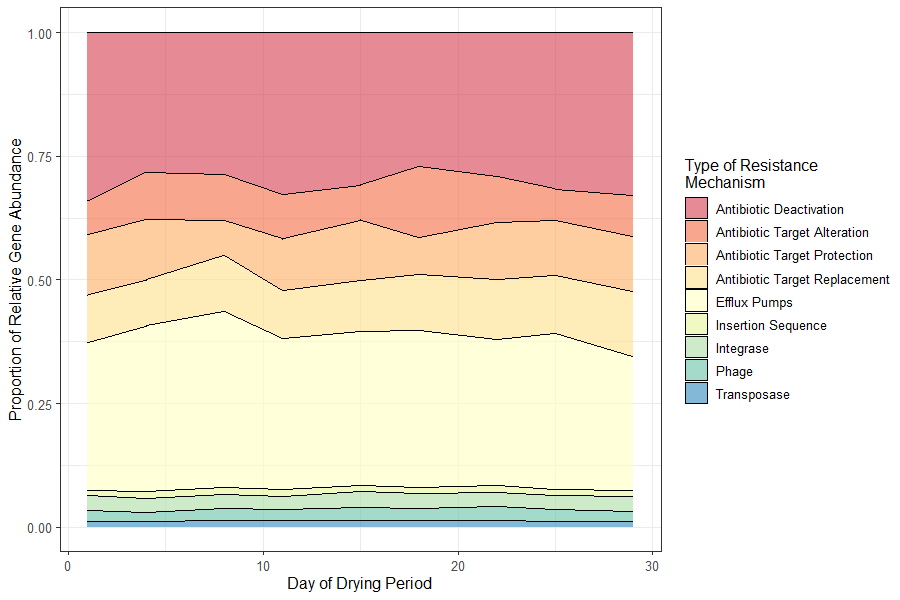 1.00
0.75
0.50
0.25
0.00
Proportion of Relative Gene Abundance
0 10 20 30
Day of Drying Period
Type of Resistance
Mechanism
Antibiotic Deactivation
Antibiotic Target Alteration
Antibiotic Target Protection
Antibiotic Target Replacement
Efflux Pumps
Insertion Sequence
Integrase
Phage
Transposase